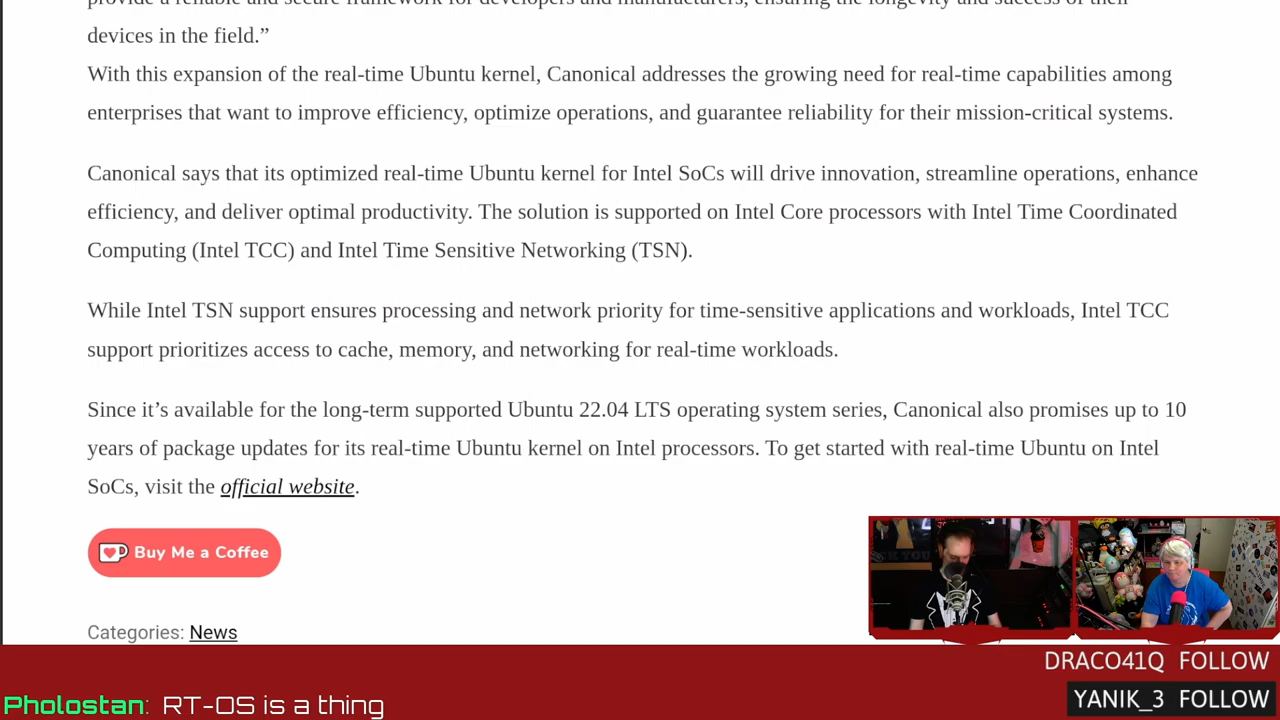 provide a reliable and secure framework for developers and manufacturers, ensuring the longevity and success of their
devices in the field.”
With this expansion of the real-time Ubuntu kernel, Canonical addresses the growing need for real-time capabilities among
enterprises that want to improve efficiency, optimize operations, and guarantee reliability for their mission-critical systems.
Canonical says that its optimized real-time Ubuntu kernel for Intel SoCs will drive innovation, streamline operations, enhance
efficiency, and deliver optimal productivity. The solution is supported on Intel Core processors with Intel Time Coordinated
Computing (Intel TCC) and Intel Time Sensitive Networking (TSN).
While Intel TSN support ensures processing and network priority for time-sensitive applications and workloads, Intel TCC
support prioritizes access to cache, memory, and networking for real-time workloads.
Since it’s available for the long-term supported Ubuntu 22.04 LTS operating system series, Canonical also promises up to 10
years of package updates for its real-time Ubuntu kernel on Intel processors. To get started with real-time Ubuntu on Intel
SoCs, visit the official website.
Buy Me a Coffee
Categories: News
DRACO41Q FOLLOW
YANIK_3 FOLLOW
Pholostan: RT-OS is a thing